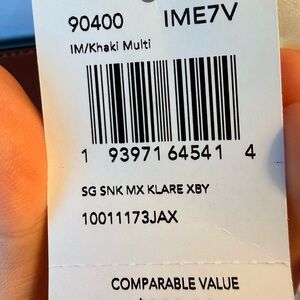 90400 IME7V
IM/Khaki Multi
1 93971 64541 4
SG SNK MX KLARE XBY
10011173JAX
COMPARABLE VALUE